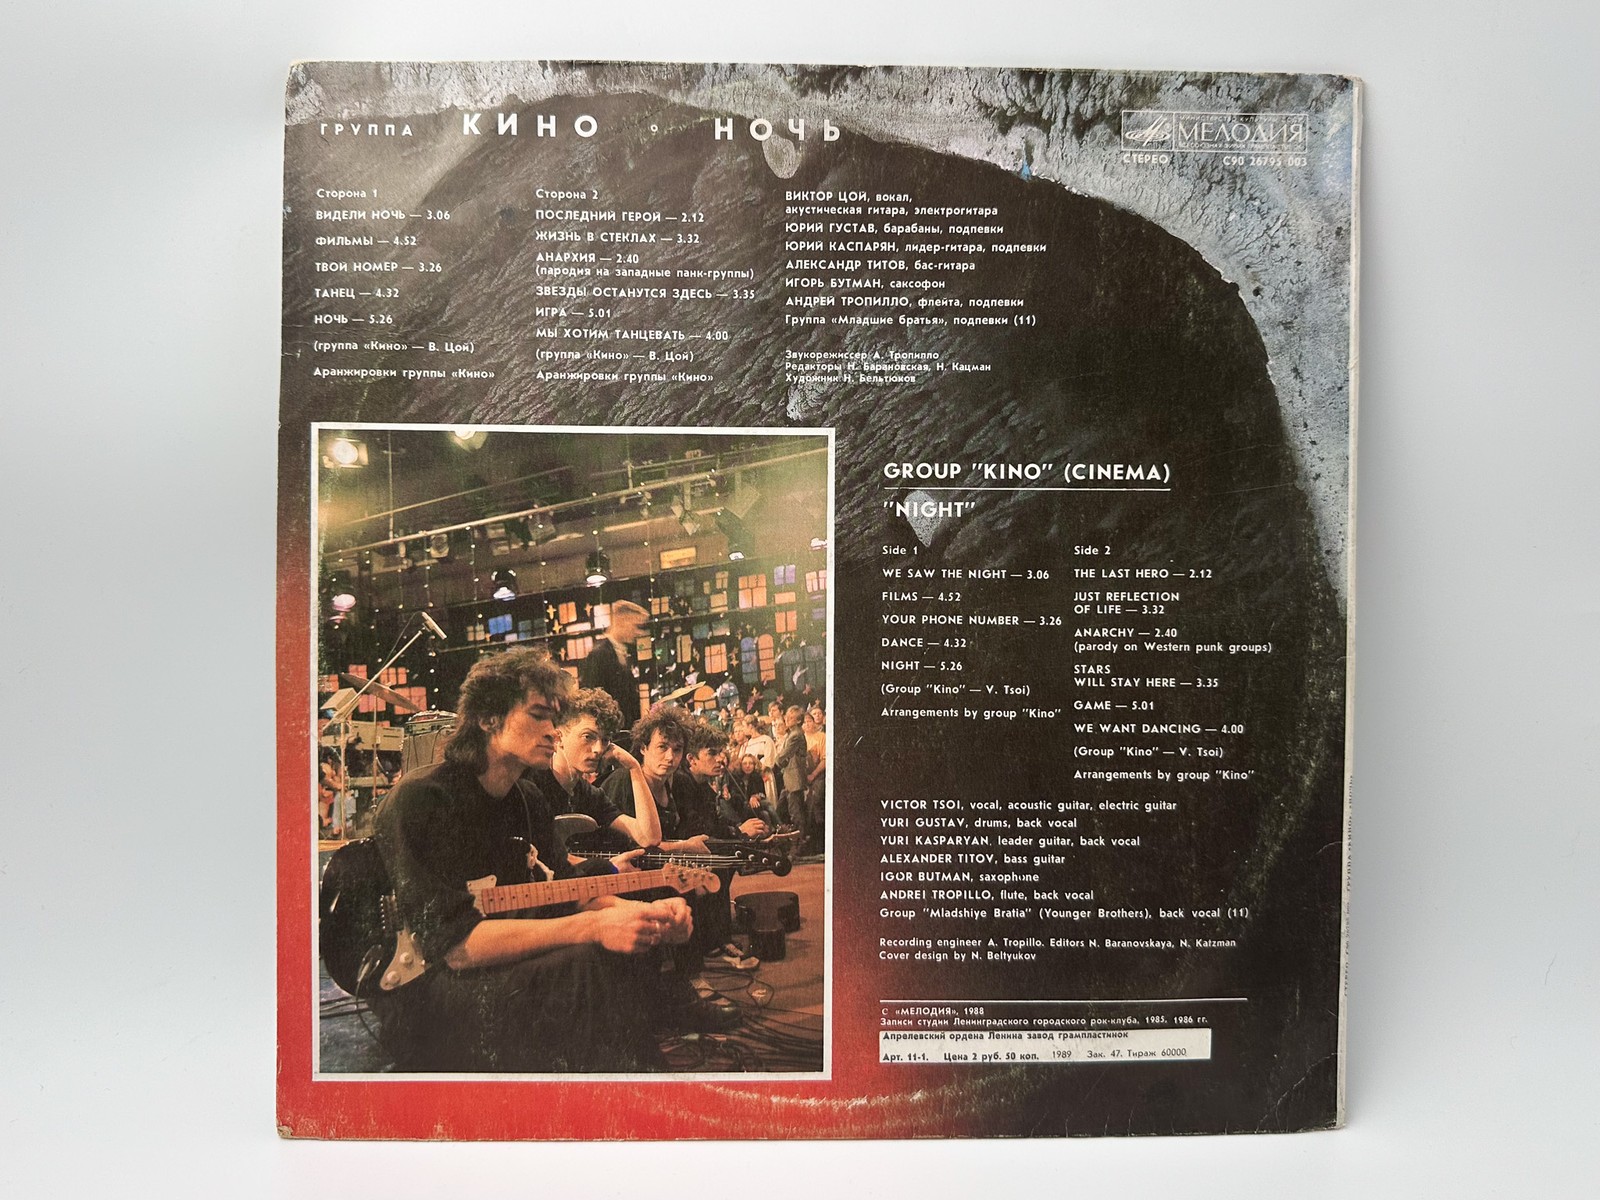 ГРУППА КИНО ° НОЧЬ
МЕЛОДИЯ
СТЕРЕО С90 26795 003
Сторона 1
ВИДЕЛИ НОЧЬ — 3.06
ФИЛЬМЫ — 4.52
ТВОЙ НОМЕР — 3.26
ТАНЕЦ — 4.32
НОЧЬ — 5.26
(группа «Кино» — В. Цой)
Аранжировки группы «Кино»
Сторона 2
ПОСЛЕДНИЙ ГЕРОЙ — 2.12
ЖИЗНЬ В СТЕКЛАХ — 3.32
АНАРХИЯ — 2.40
(пародия на западные панк-группы)
ЗВЕЗДЫ ОСТАНУТСЯ ЗДЕСЬ — 3.35
ИГРА — 5.01
МЫ ХОТИМ ТАНЦЕВАТЬ — 4.00
(группа «Кино» — В. Цой)
Аранжировки группы «Кино»
ВИКТОР ЦОЙ, вокал,
акустическая гитара, электрогитара
ЮРИЙ ГУСТАВ, барабаны, подпевки
ЮРИЙ КАСПАРЯН, лидер-гитара, подпевки
АЛЕКСАНДР ТИТОВ, бас-гитара
ИГОРЬ БУТМАН, саксофон
АНДРЕЙ ТРОПИЛЛО, флейта, подпевки
Группа «Младшие братья», подпевки (11)
Звукорежиссер А. Тропилло
Редакторы Н. Барановская, Н. Кацман
Художник Н. Бельтюков
GROUP "KINO" (CINEMA)
"NIGHT"
Side 1
WE SAW THE NIGHT — 3.06
FILMS — 4.52
YOUR PHONE NUMBER — 3.26
DANCE — 4.32
NIGHT — 5.26
(Group "Kino" — V. Tsoi)
Arrangements by group "Kino"
Side 2
THE LAST HERO — 2.12
JUST REFLECTION
OF LIFE — 3.32
ANARCHY — 2.40
(parody on Western punk groups)
STARS
WILL STAY HERE — 3.35
GAME — 5.01
WE WANT DANCING — 4.00
(Group "Kino" — V. Tsoi)
Arrangements by group "Kino"
VICTOR TSOI, vocal, acoustic guitar, electric guitar
YURI GUSTAV, drums, back vocal
YURI KASPARYAN. leader guitar, back vocal
ALEXANDER TITOV, bass guitar
IGOR BUTMAN, saxophone
ANDREI TROPILLO, flute, back vocal
Group "Mladshiye Bratia" (Younger Brothers), back vocal (11)
Recording engineer A. Tropillo. Editors N. Baranovskaya, N. Katzman
Cover design by N. Beltyukov
С «МЕЛОДИЯ», 1988
Записи студии Ленинградского городского рок-клуба, 1985, 1986 гг.
Апрелевский ордена Ленина завод грампластинок
Арт. 11-1. Цена 2 руб. 50 коп. 1989 Зак. 47. Тираж 60000